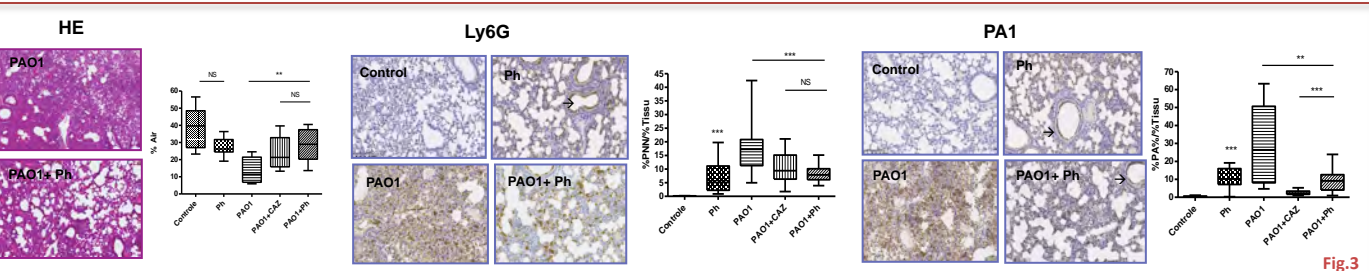 HE
PAO1
PAO1+ Ph
% Air
60
50
40
30
20
10
0
NS
**
NS
Controle
Ph
PAO1
PAO1+CAZ
PAO1+Ph
Ly6G
Control
Ph
PAO1
PAO1+ Ph
%PNN/%Tissu
45
40
35
30
25
20
15
10
5
0
***
***
NS
Controle
Ph
PAO1
PAO1+CAZ
PAO1+Ph
PA1
Control
Ph
PAO1
PAO1+ Ph
%PA%/%Tissu
70
60
50
40
30
20
10
0
***
**
***
Controle
Ph
PAO1
PAO1+CAZ
PAO1+Ph
Fig.3